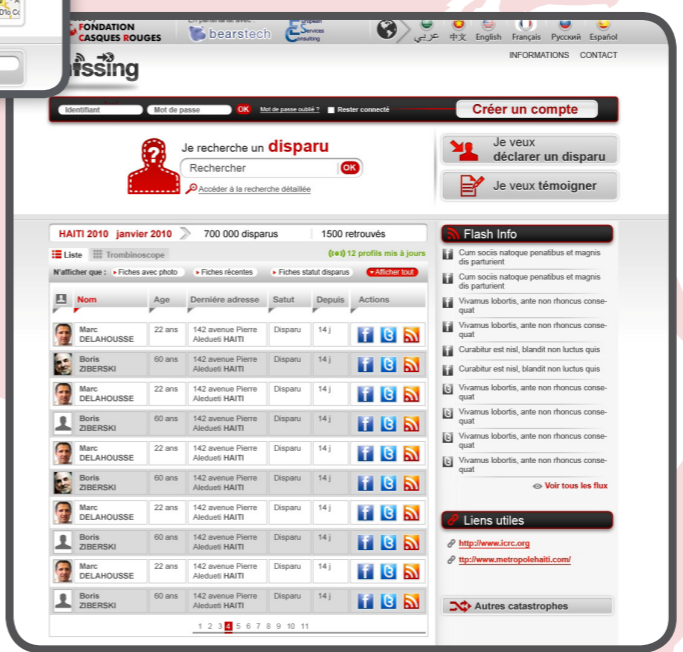 FONDATION
CASQUES ROUGES
En partenariat avec
bearstech
Services
عربي 中文 English Français Русский Español
INFORMATIONS CONTACT
issing
Identifiant Mot de passe OK Mot de passe oublié ? Rester connecté Créer un compte
Je recherche un disparu
Rechercher OK
Accéder à la recherche détaillée
Je veux
déclarer un disparu
Je veux témoigner
HAITI 2010 janvier 2010 700 000 disparus 1500 retrouvés
Liste Trombinoscope 12 profils mis à jours
N'afficher que : Fiches avec photo Fiches récentes Fiches statut disparus Afficher tout
Nom Age Derniére adresse Satut Depuis Actions
Marc DELAHOUSSE 22 ans 142 avenue Pierre Aledueti HAITI Disparu 14 j
Boris ZIBERSKI 60 ans 142 avenue Pierre Aledueti HAITI Disparu 14 j
Marc DELAHOUSSE 22 ans 142 avenue Pierre Aledueti HAITI Disparu 14 j
Boris ZIBERSKI 60 ans 142 avenue Pierre Aledueti HAITI Disparu 14 j
Marc DELAHOUSSE 22 ans 142 avenue Pierre Aledueti HAITI Disparu 14 j
Boris ZIBERSKI 60 ans 142 avenue Pierre Aledueti HAITI Disparu 14 j
Marc DELAHOUSSE 22 ans 142 avenue Pierre Aledueti HAITI Disparu 14 j
Boris ZIBERSKI 60 ans 142 avenue Pierre Aledueti HAITI Disparu 14 j
Marc DELAHOUSSE 22 ans 142 avenue Pierre Aledueti HAITI Disparu 14 j
Boris ZIBERSKI 60 ans 142 avenue Pierre Aledueti HAITI Disparu 14 j
1 2 3 4 5 6 7 8 9 10 11
Flash Info
Cum sociis natoque penatibus et magnis
dis parturient
Cum sociis natoque penatibus et magnis
dis parturient
Vivamus lobortis, ante non rhoncus conse-
quat
Vivamus lobortis, ante non rhoncus conse-
quat
Curabitur est nisl, blandit non luctus quis
Curabitur est nisl, blandit non luctus quis
Vivamus lobortis, ante non rhoncus conse-
quat
Vivamus lobortis, ante non rhoncus conse-
quat
Vivamus lobortis, ante non rhoncus conse-
quat
Vivamus lobortis, ante non rhoncus conse-
quat
Voir tous les flux
Liens utiles
http://www.icrc.org
ttp://www.metropolehaiti.com/
Autres catastrophes